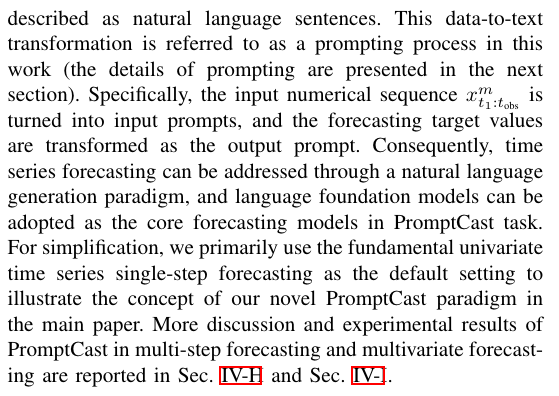 described as natural language sentences. This data-to-text
transformation is referred to as a prompting process in this
work (the details of prompting are presented in the next
section). Specifically, the input numerical sequence $x^m_{t_1:t_{\text{obs}}}$ is
turned into input prompts, and the forecasting target values
are transformed as the output prompt. Consequently, time
series forecasting can be addressed through a natural language
generation paradigm, and language foundation models can be
adopted as the core forecasting models in PromptCast task.
For simplification, we primarily use the fundamental univariate
time series single-step forecasting as the default setting to
illustrate the concept of our novel PromptCast paradigm in
the main paper. More discussion and experimental results of
PromptCast in multi-step forecasting and multivariate forecast-
ing are reported in Sec. IV-H and Sec. IV-I.